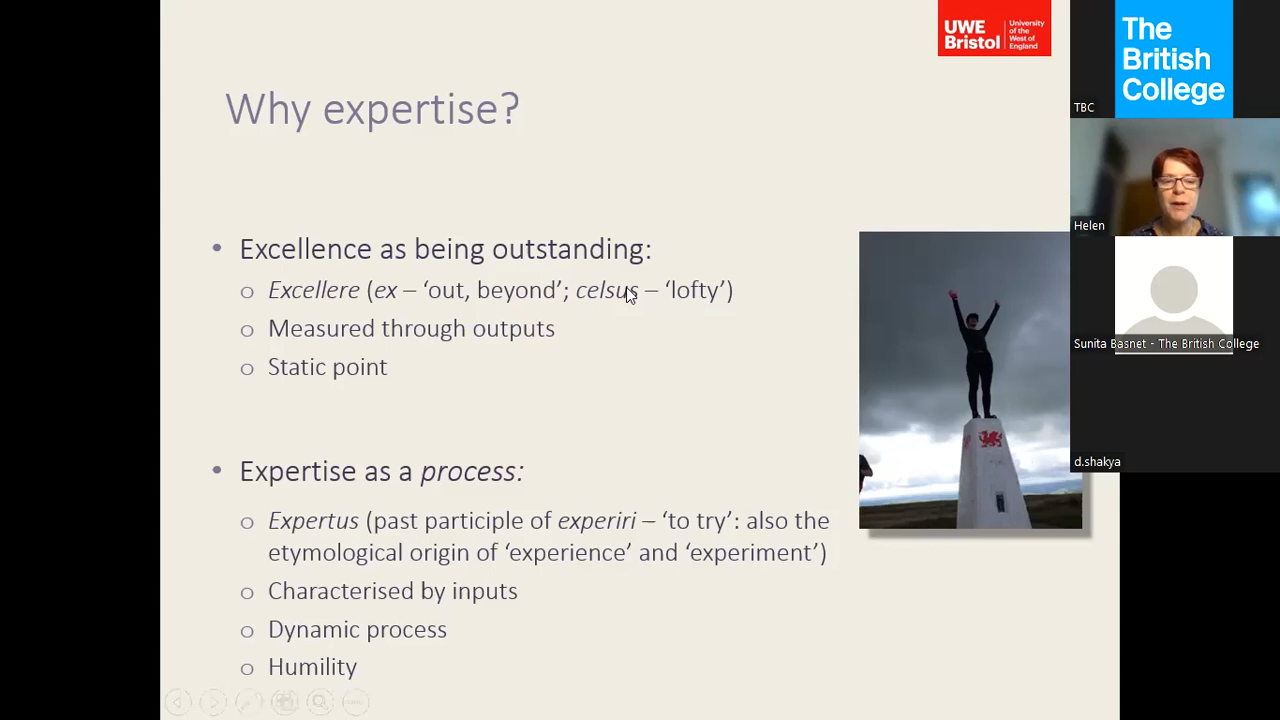 UWE
Bristol
University
of the
West of
England
The
British
College
TBC
Why expertise?
Helen
• Excellence as being outstanding:
o Excellere (ex – ‘out, beyond’; celsus – ‘lofty’)
o Measured through outputs
o Static point
Sunita Basnet - The British College
d.shakya
• Expertise as a process:
o Expertus (past participle of experiri – ‘to try’: also the
etymological origin of ‘experience’ and ‘experiment’)
o Characterised by inputs
o Dynamic process
o Humility